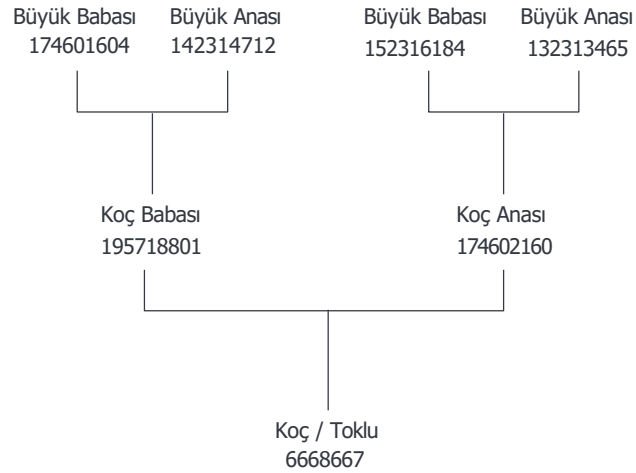 Büyük Babası Büyük Anası Büyük Babası Büyük Anası
174601604 142314712 152316184 132313465
Koç Babası Koç Anası
195718801 174602160
Koç / Toklu
6668667